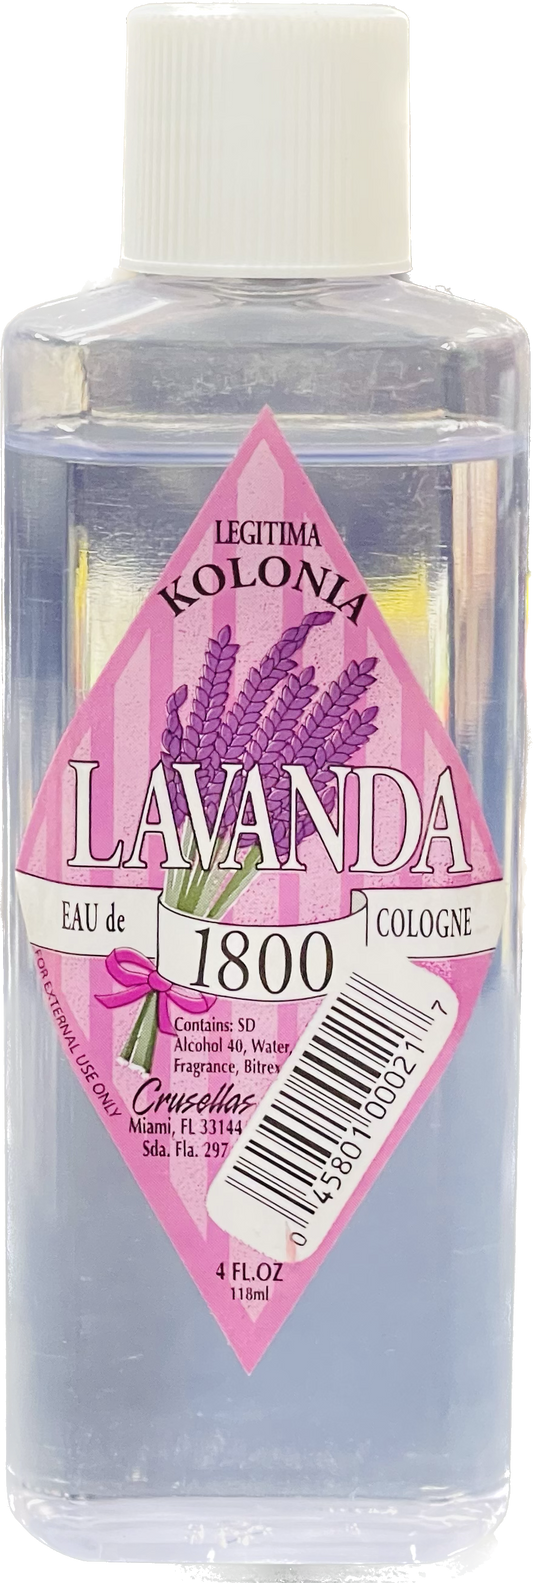 LEGITIMA
KOLONIA
LAVANDA
EAU de
1800
COLOGNE
FOR EXTERNAL USE ONLY
Contains: SD
Alcohol 40, Water,
Fragrance, Bitrex
Crusellas
Miami, FL 33144
Sda. Fla. 297
0 45801 00021 7
4 FL.OZ
118ml